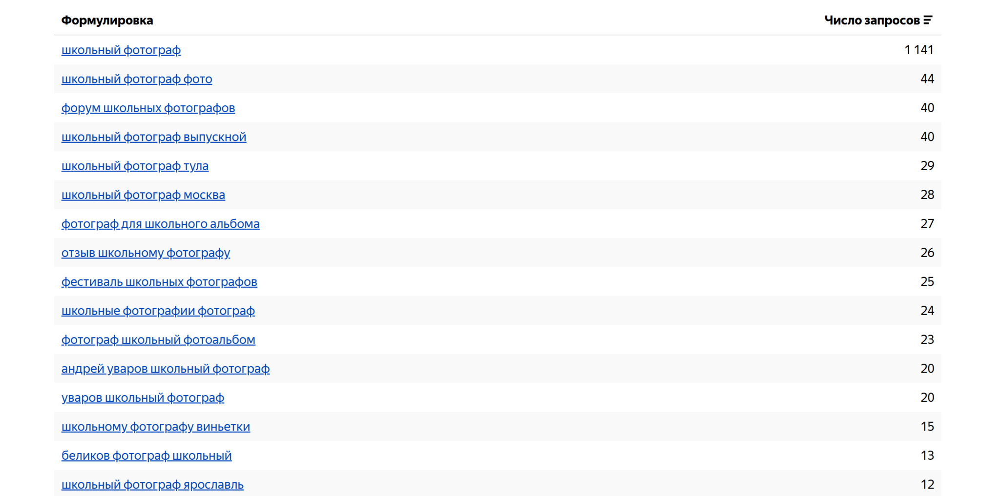 Формулировка Число запросов
школьный фотограф 1 141
школьный фотограф фото 44
форум школьных фотографов 40
школьный фотограф выпускной 40
школьный фотограф тула 29
школьный фотограф москва 28
фотограф для школьного альбома 27
отзыв школьному фотографу 26
фестиваль школьных фотографов 25
школьные фотографии фотограф 24
фотограф школьный фотоальбом 23
андрей уваров школьный фотограф 20
уваров школьный фотограф 20
школьному фотографу виньетки 15
беликов фотограф школьный 13
школьный фотограф ярославль 12